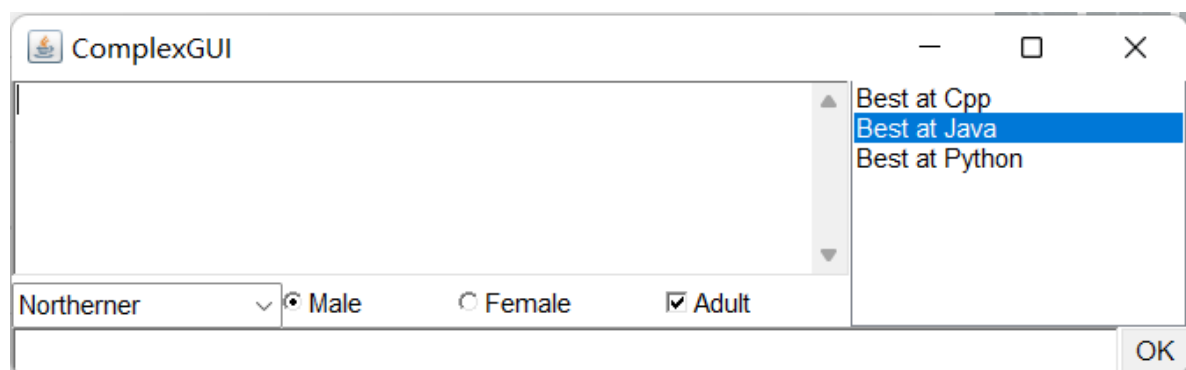 ComplexGUI
Best at Cpp
Best at Java
Best at Python
Northerner Male Female Adult
OK